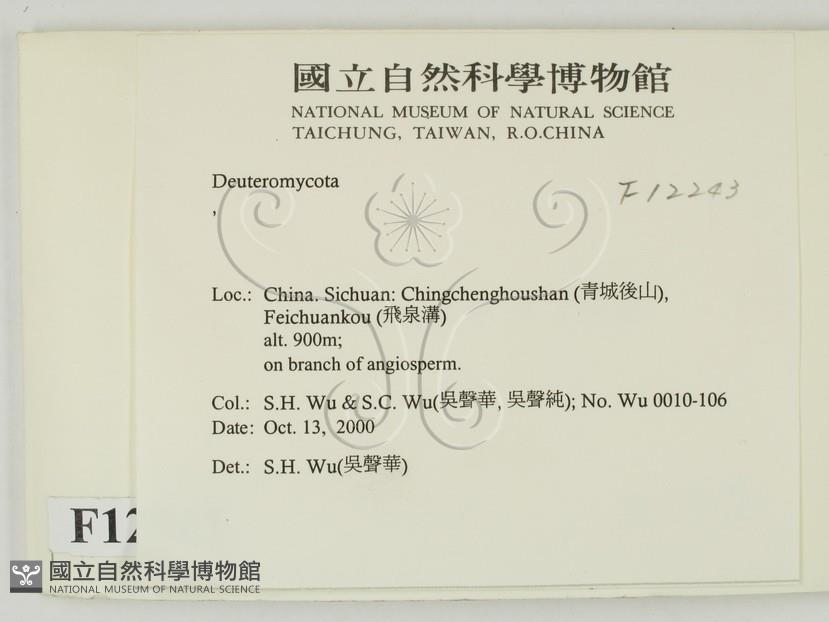 國立自然科學博物館
NATIONAL MUSEUM OF NATURAL SCIENCE
TAICHUNG, TAIWAN, R.O.CHINA
Deuteromycota
,
F12243
Loc.: China. Sichuan: Chingchenghoushan (青城後山),
Feichuankou (飛泉溝)
alt. 900m;
on branch of angiosperm.
Col.: S.H. Wu & S.C. Wu(吳聲華, 吳聲純); No. Wu 0010-106
Date: Oct. 13, 2000
Det.: S.H. Wu(吳聲華)
F12
國立自然科學博物館
NATIONAL MUSEUM OF NATURAL SCIENCE